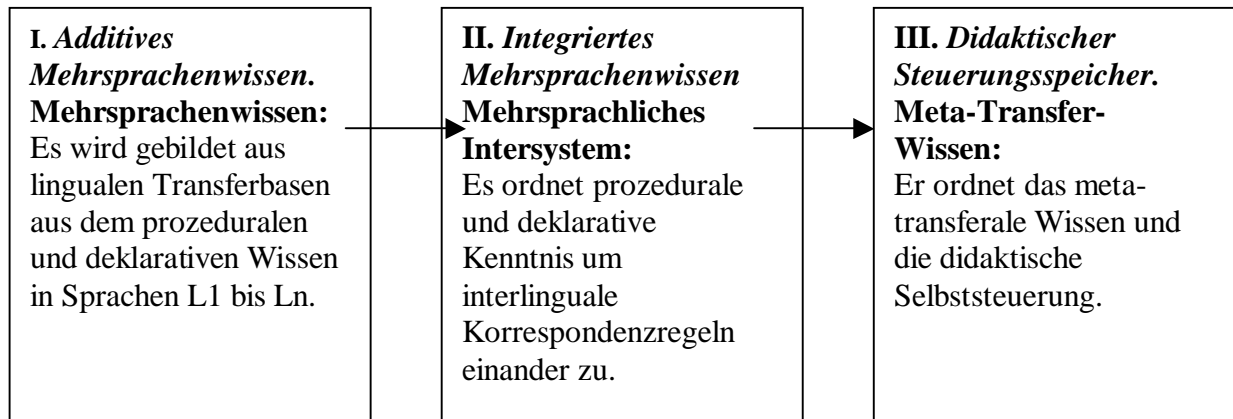 I. Additives
Mehrsprachenwissen.
Mehrsprachenwissen:
Es wird gebildet aus
lingualen Transferbasen
aus dem prozeduralen
und deklarativen Wissen
in Sprachen L1 bis Ln.
II. Integriertes
Mehrsprachenwissen
Mehrsprachliches
Intersystem:
Es ordnet prozedurale
und deklarative
Kenntnis um
interlinguale
Korrespondenzregeln
einander zu.
III. Didaktischer
Steuerungsspeicher.
Meta-Transfer-
Wissen:
Er ordnet das meta-
transferale Wissen und
die didaktische
Selbststeuerung.